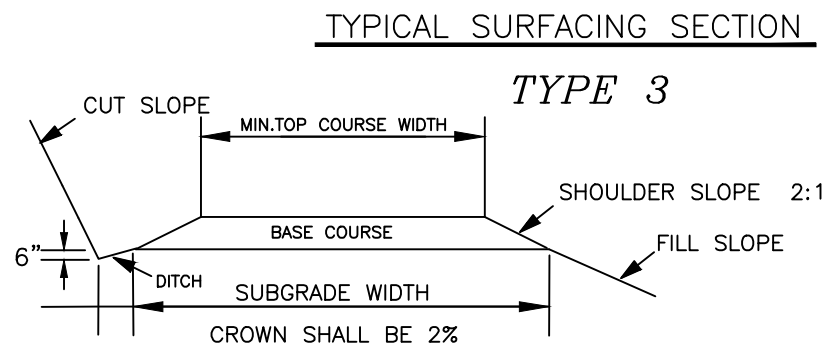 TYPICAL SURFACING SECTION
TYPE 3
CUT SLOPE
MIN.TOP COURSE WIDTH
SHOULDER SLOPE 2:1
BASE COURSE
FILL SLOPE
6"
DITCH
SUBGRADE WIDTH
CROWN SHALL BE 2%